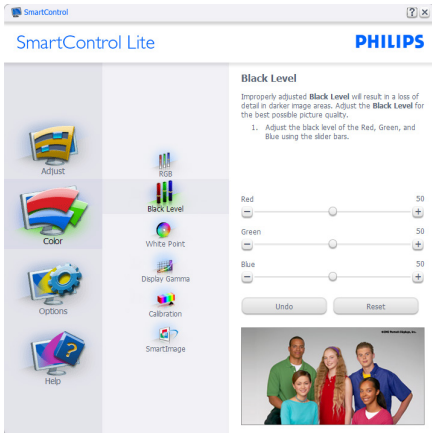 SmartControl
SmartControl Lite
PHILIPS
Adjust
Color
Options
Help
RGB
Black Level
White Point
Display Gamma
Calibration
SmartImage
Black Level
Improperly adjusted Black Level will result in a loss of
detail in darker image areas. Adjust the Black Level for
the best possible picture quality.
1. Adjust the black level of the Red, Green, and
Blue using the slider bars.
Red 50
Green 50
Blue 50
Undo Reset